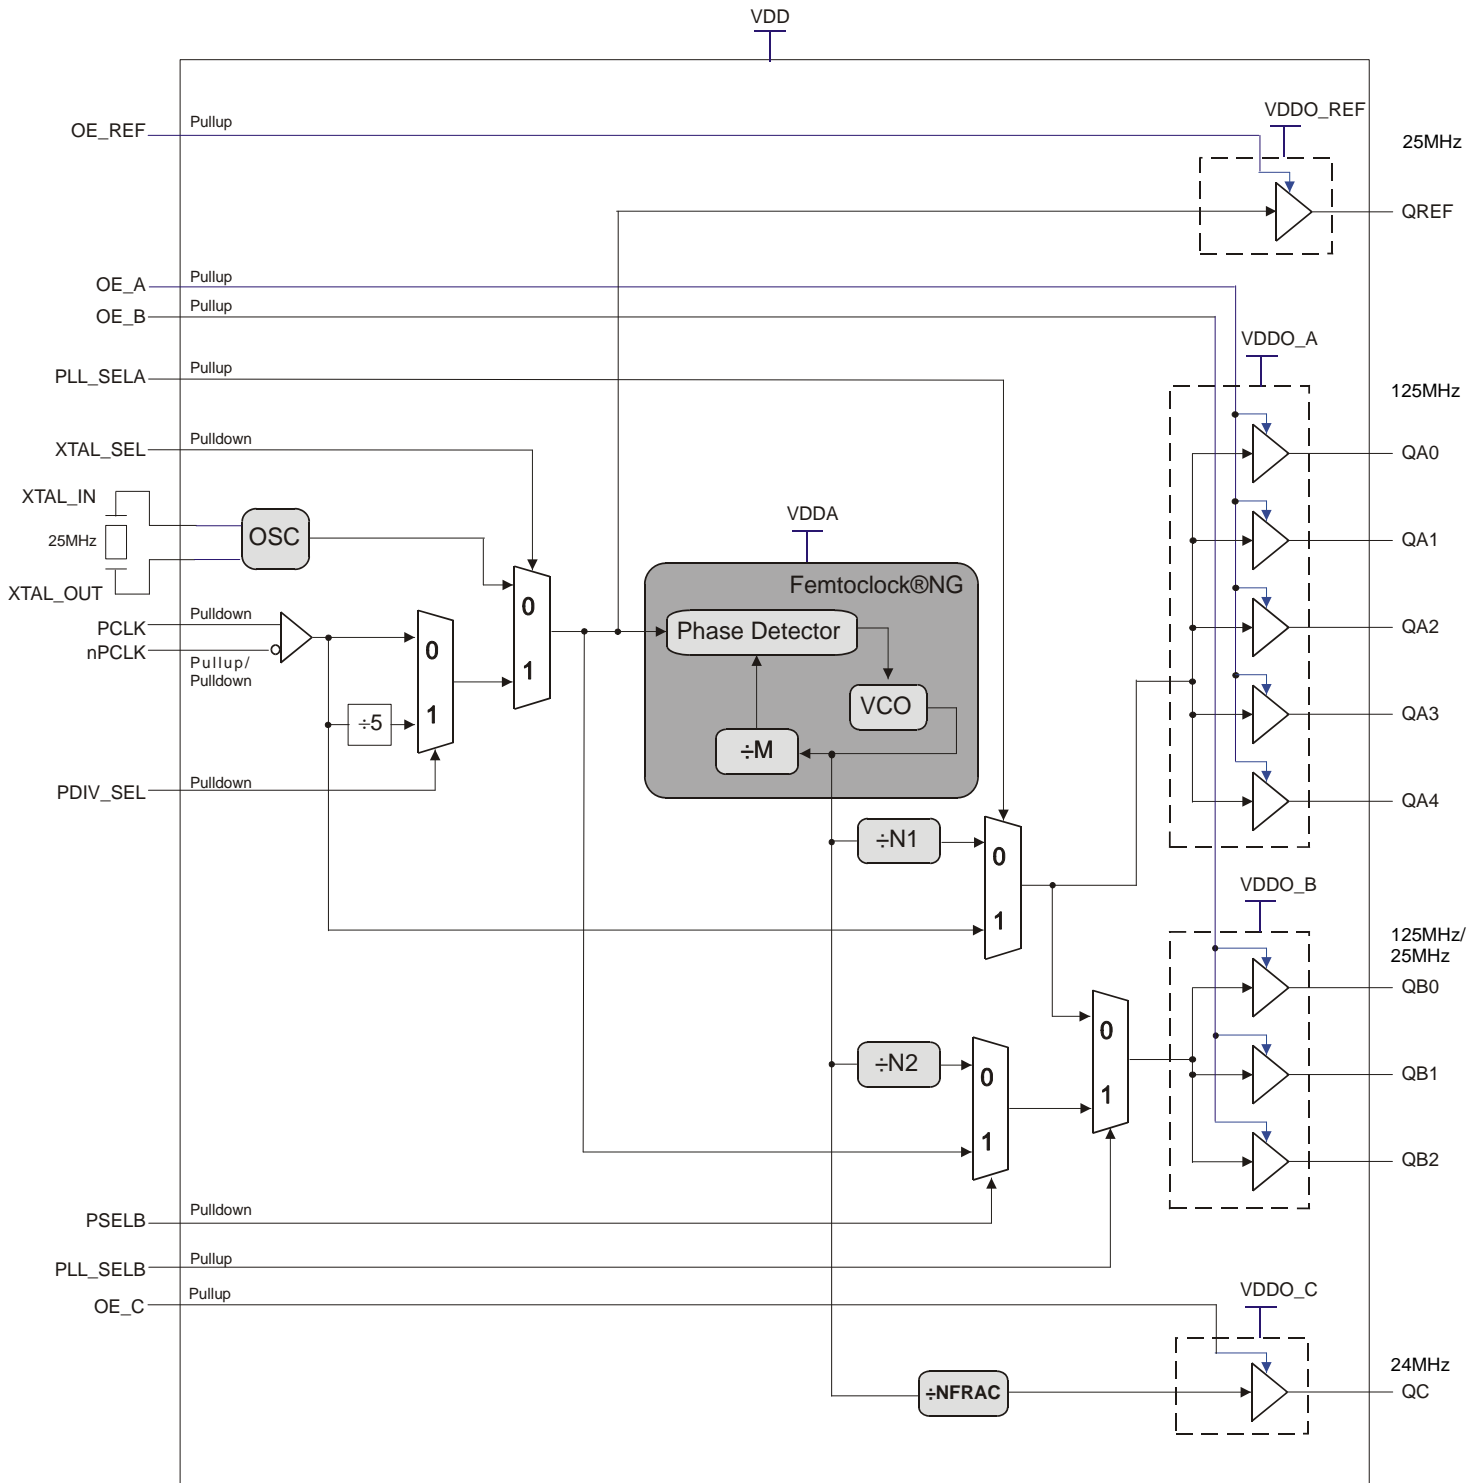 VDD
OE_REF
Pullup
VDDO_REF
25MHz
QREF
OE_A
Pullup
OE_B
Pullup
VDDO_A
PLL_SELA
Pullup
125MHz
XTAL_SEL
Pulldown
QA0
XTAL_IN
25MHz
XTAL_OUT
OSC
VDDA
QA1
Femtoclock®NG
0
1
PCLK
Pulldown
nPCLK
Pullup/
Pulldown
0
1
÷5
Phase Detector
VCO
÷M
QA2
QA3
PDIV_SEL
Pulldown
QA4
÷N1
0
1
VDDO_B
125MHz/
25MHz
QB0
÷N2
0
1
0
1
QB1
QB2
PSELB
Pulldown
PLL_SELB
Pullup
OE_C
Pullup
VDDO_C
24MHz
÷NFRAC
QC